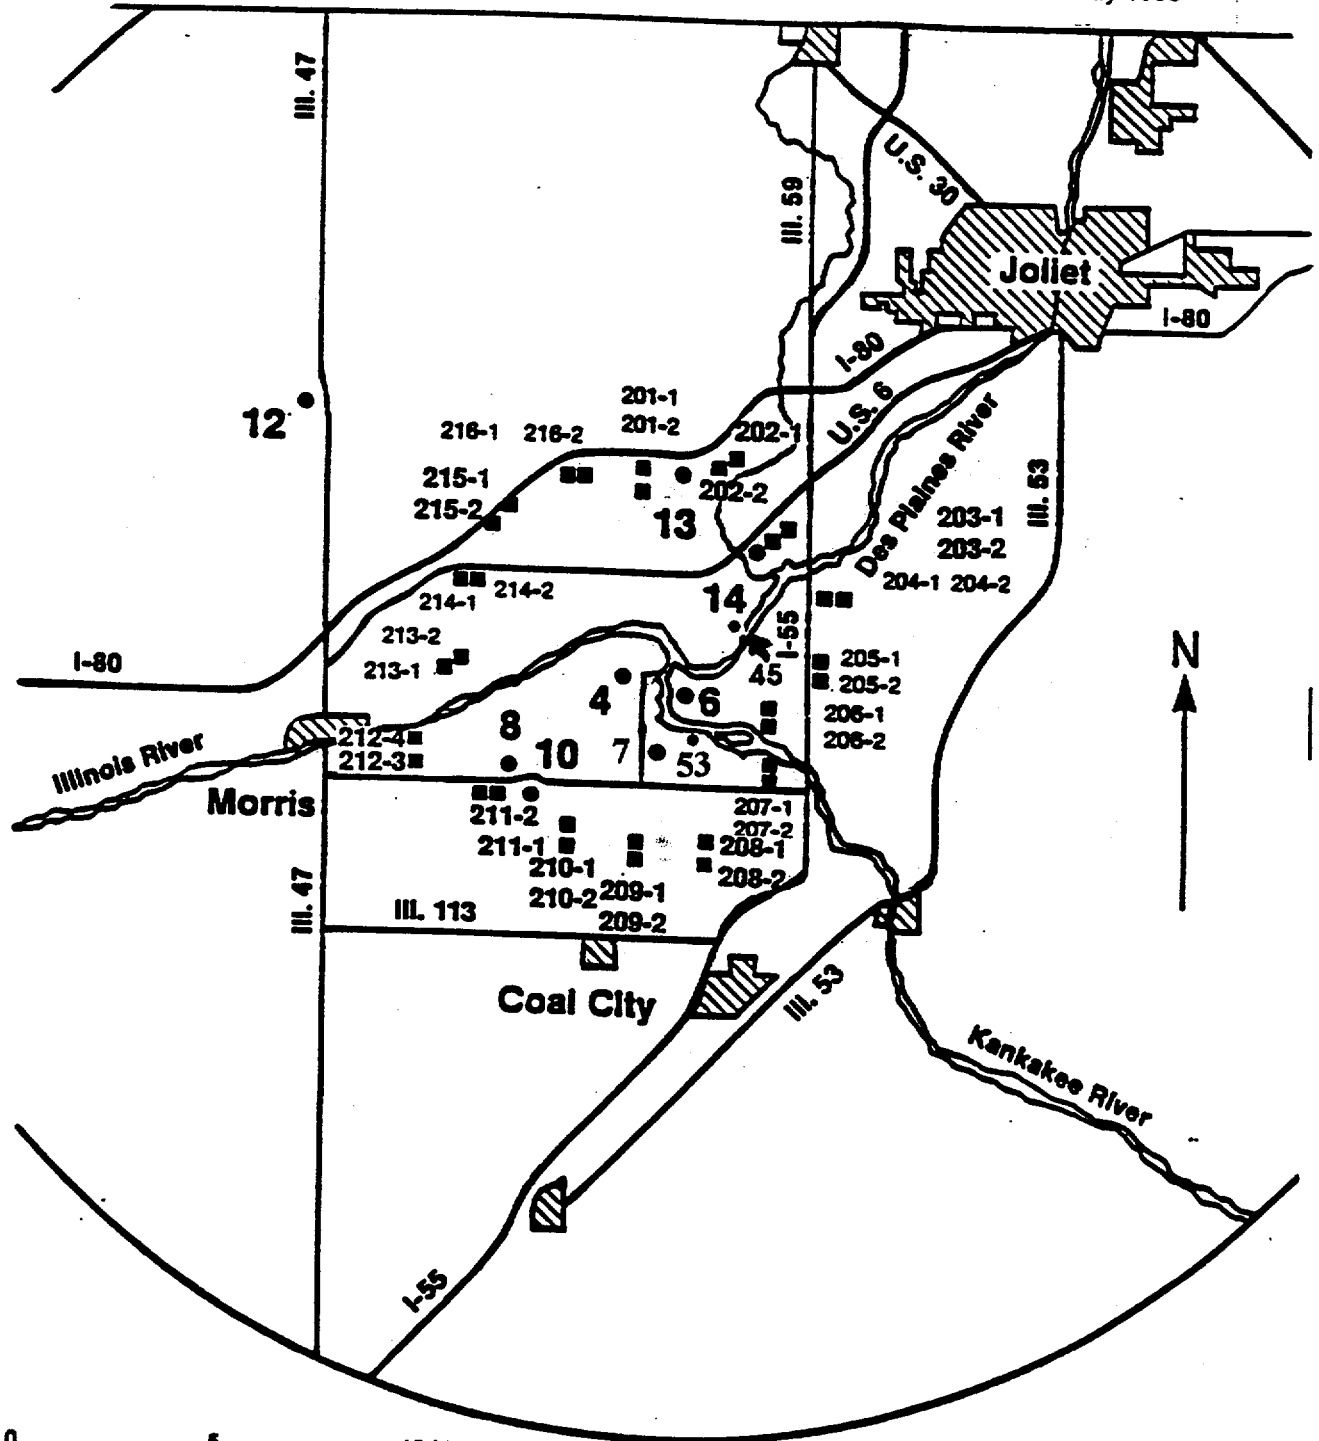 Ill. 47
U.S. 30
Ill. 59
Joliet
I-80
I-80
12
201-1
201-2
216-1 216-2
202-1
U.S. 6
215-1
215-2
202-2
13
Des Plaines River
Ill. 53
203-1
203-2
204-1 204-2
214-1
214-2
14
213-2
213-1
I-80
I-55
45
205-1
205-2
N
4
6
206-1
206-2
8
10
7
53
212-4
212-3
Illinois River
Morris
211-2
211-1
207-1
207-2
208-1
208-2
210-1
210-2
209-1
209-2
Ill. 47
Ill. 113
Coal City
Ill. 53
Kankakee River
I-55
0 5